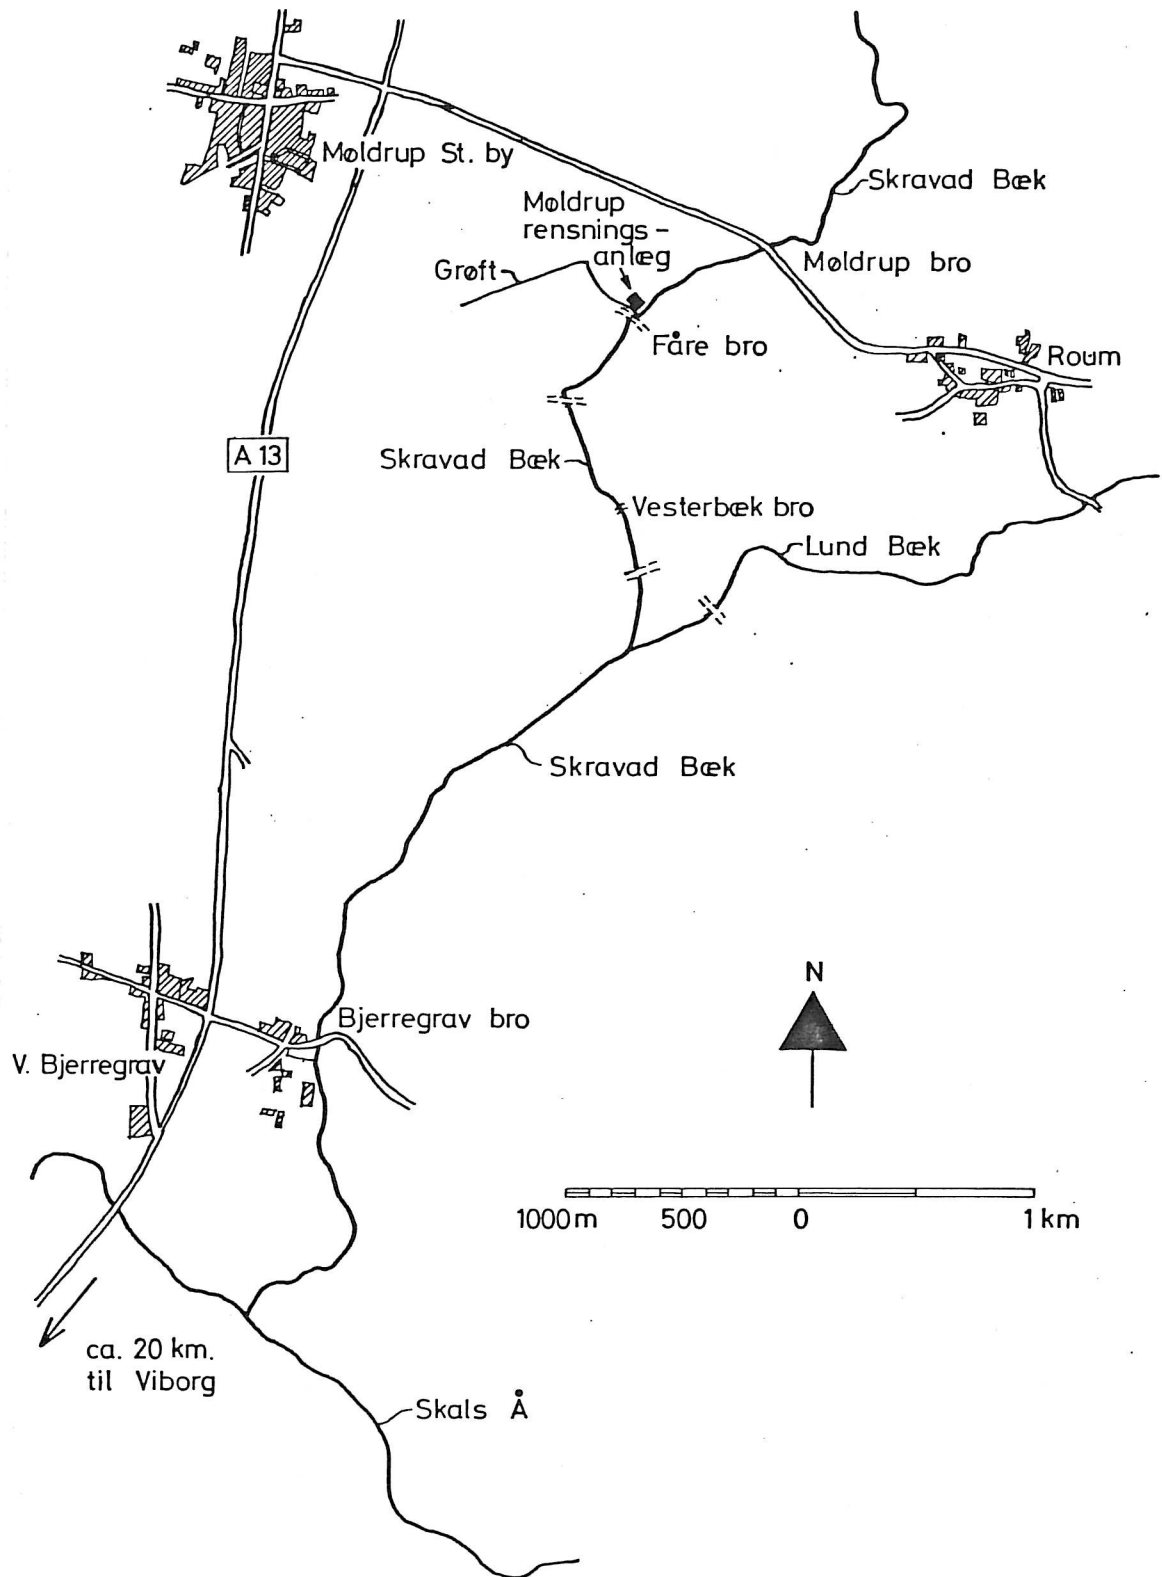 Møldrup St. by
Skravad Bæk
Møldrup
rensnings-
anlæg
Grøft
Møldrup bro
Fåre bro
Roum
A 13
Skravad Bæk
Vesterbæk bro
Lund Bæk
Skravad Bæk
N
Bjerregrav bro
V. Bjerregrav
1000 m 500 0 1 km
ca. 20 km.
til Viborg
Skals Å